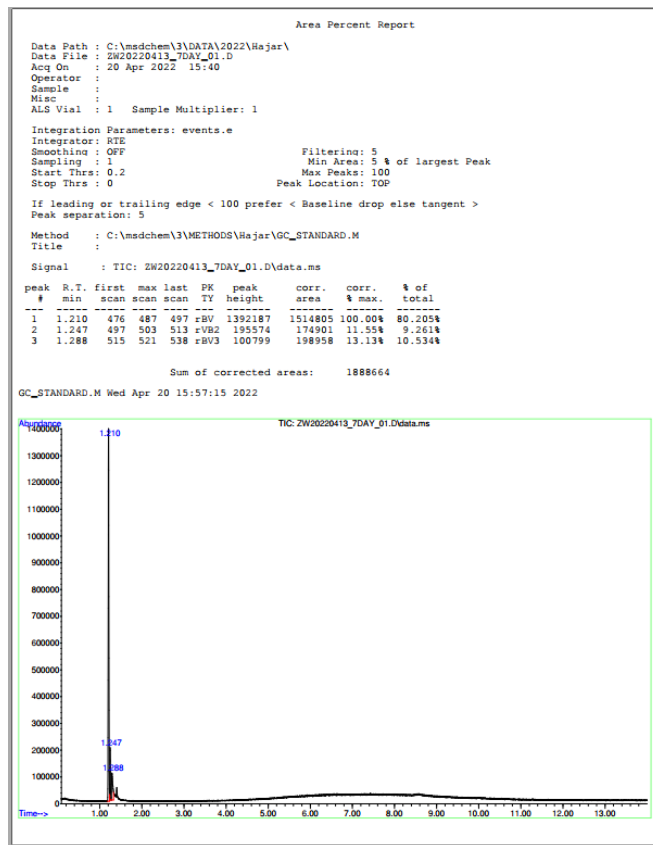 Area Percent Report
Data Path : C:\msdchem\3\DATA\2022\Hajar\
Data File : ZW20220413_7DAY_01.D
Acq On : 20 Apr 2022 15:40
Operator :
Sample :
Misc :
ALS Vial : 1 Sample Multiplier: 1
Integration Parameters: events.e
Integrator: RTE
Smoothing : OFF Filtering: 5
Sampling : 1 Min Area: 5 % of largest Peak
Start Thrs: 0.2 Max Peaks: 100
Stop Thrs : 0 Peak Location: TOP
If leading or trailing edge < 100 prefer < Baseline drop else tangent >
Peak separation: 5
Method : C:\msdchem\3\METHODS\Hajar\GC_STANDARD.M
Title :
Signal : TIC: ZW20220413_7DAY_01.D\data.ms
peak R.T. first max last PK peak corr. corr. % of
# min scan scan scan TY height area % max. total
--- ----- ----- ---- ---- --- ------- ------- ------ -------
1 1.210 476 487 497 rBV 1392187 1514805 100.00% 80.205%
2 1.247 497 503 513 rVB2 195574 174901 11.55% 9.261%
3 1.288 515 521 538 rBV3 100799 198958 13.13% 10.534%
Sum of corrected areas: 1888664
GC_STANDARD.M Wed Apr 20 15:57:15 2022
Abundance
TIC: ZW20220413_7DAY_01.D\data.ms
1400000
1.210
1300000
1200000
1100000
1000000
900000
800000
700000
600000
500000
400000
300000
1.247
200000
1.288
100000
0
Time--> 1.00 2.00 3.00 4.00 5.00 6.00 7.00 8.00 9.00 10.00 11.00 12.00 13.00